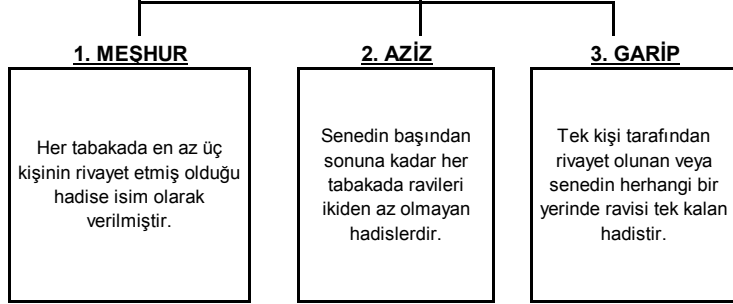 1. MEŞHUR
Her tabakada en az üç
kişinin rivayet etmiş olduğu
hadise isim olarak
verilmiştir.
2. AZİZ
Senedin başından
sonuna kadar her
tabakada ravileri
ikiden az olmayan
hadislerdir.
3. GARİP
Tek kişi tarafından
rivayet olunan veya
senedin herhangi bir
yerinde ravisi tek kalan
hadistir.